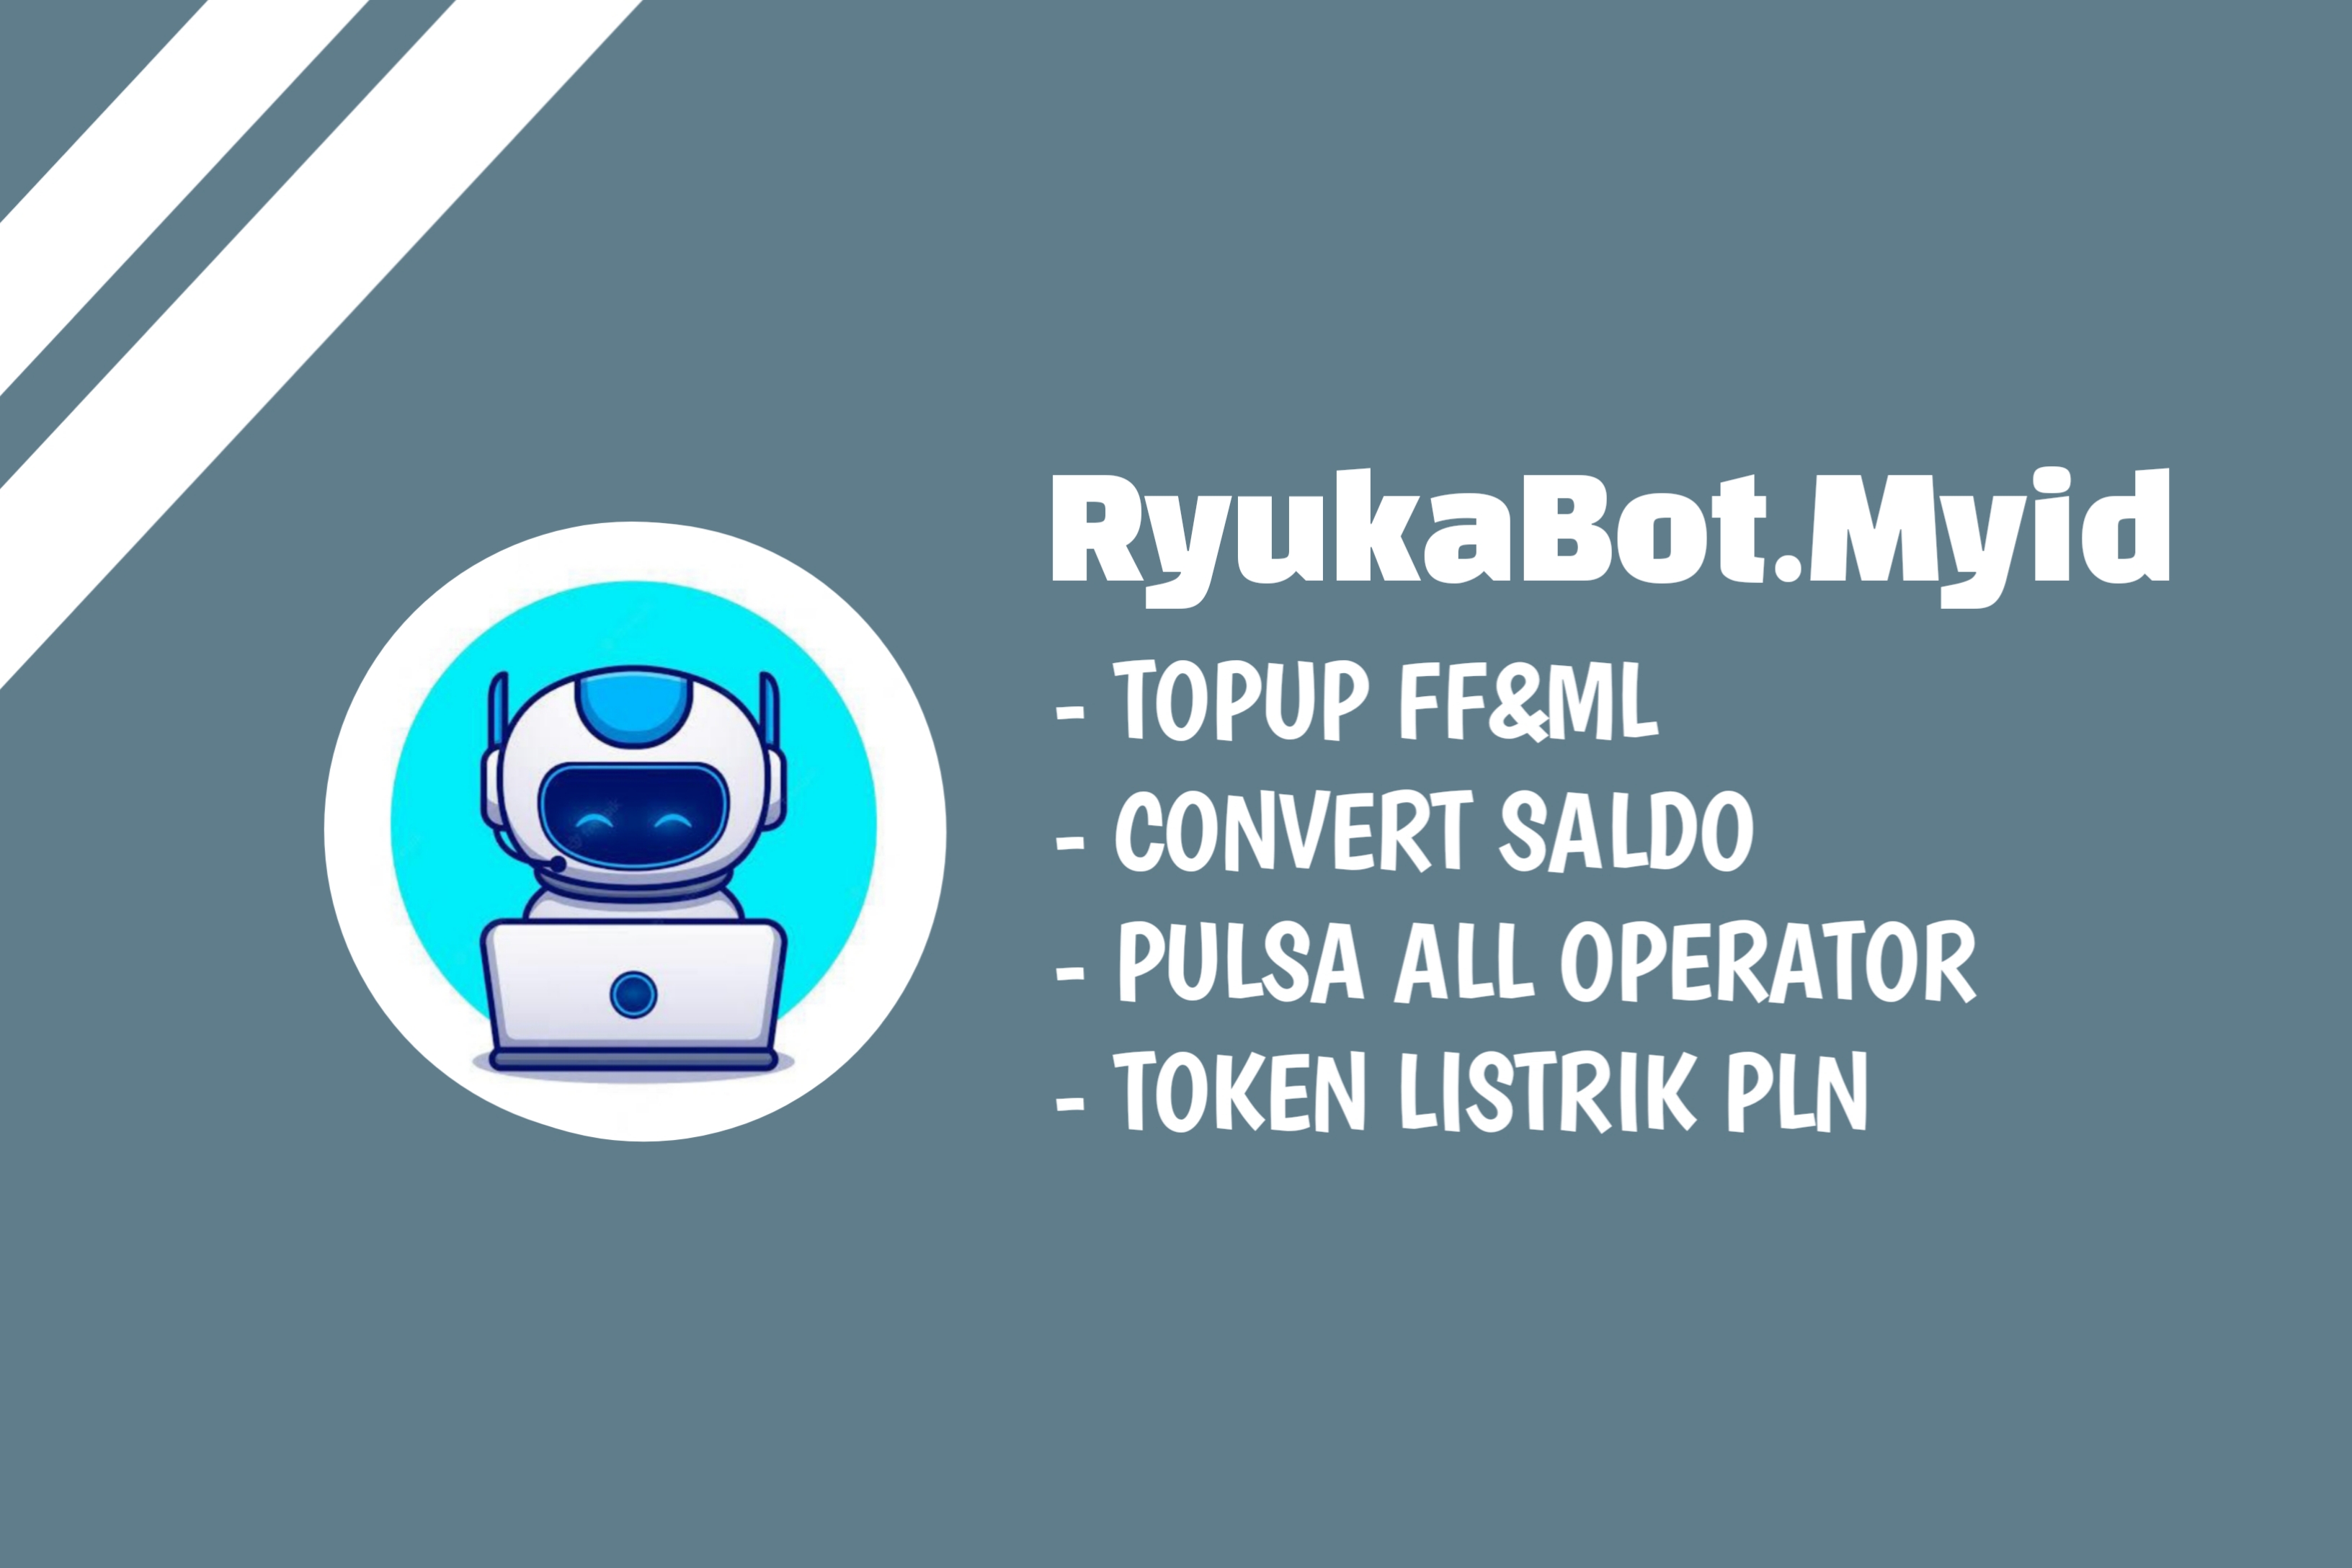 RyukaBot.Myid
- TOPUP FF&ML
- CONVERT SALDO
- PULSA ALL OPERATOR
- TOKEN LISTRIK PLN